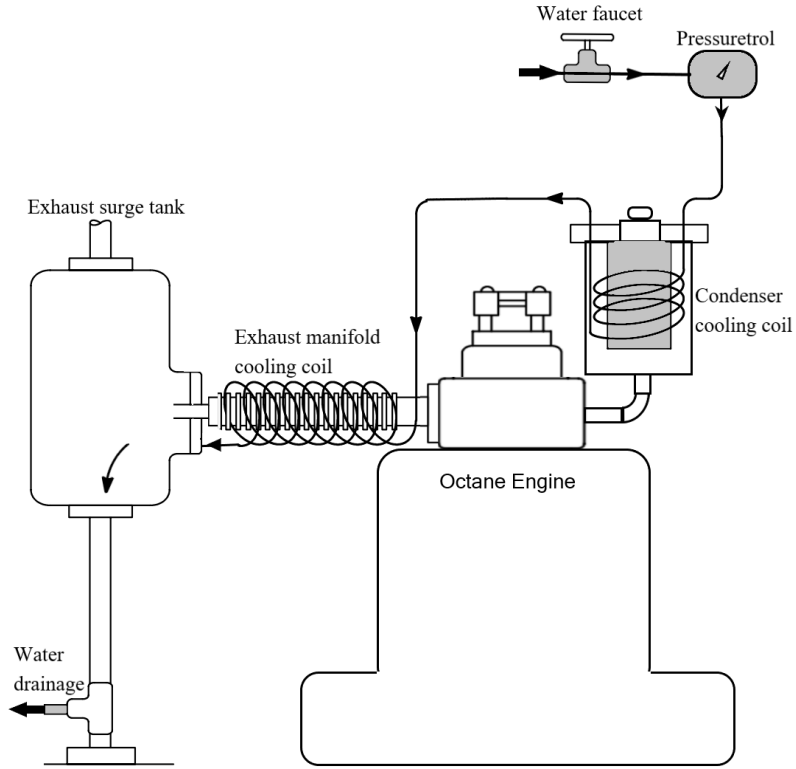 Water faucet
Pressuretrol
Exhaust surge tank
Condenser
cooling coil
Exhaust manifold
cooling coil
Octane Engine
Water
drainage